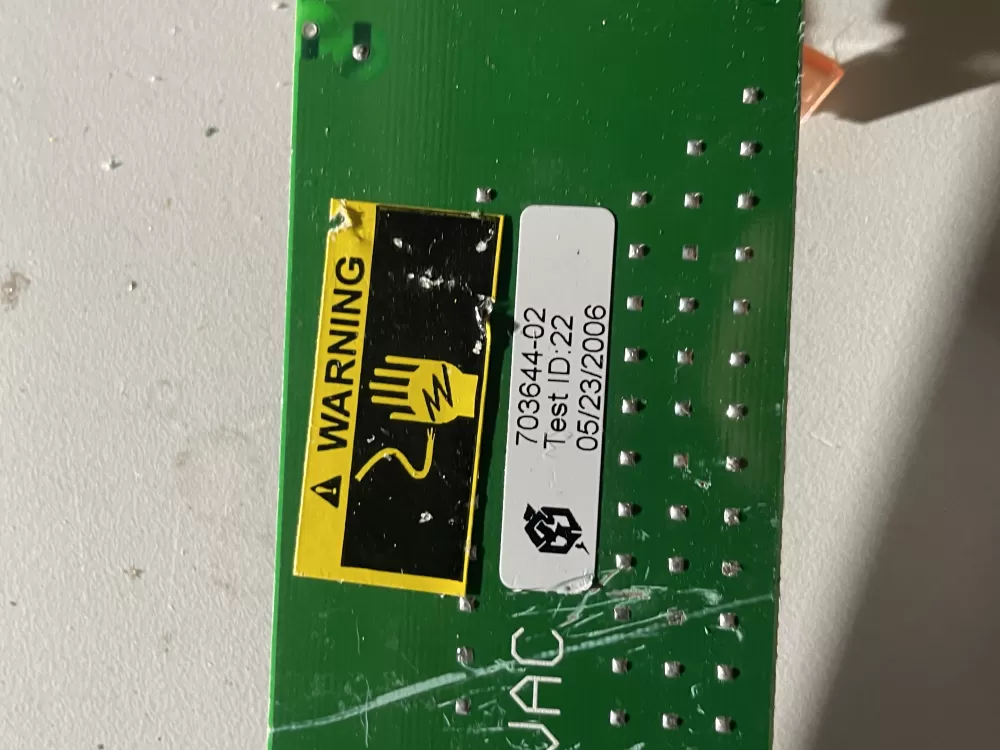 WARNING
703644-02
Test ID:22
05/23/2006
VAC